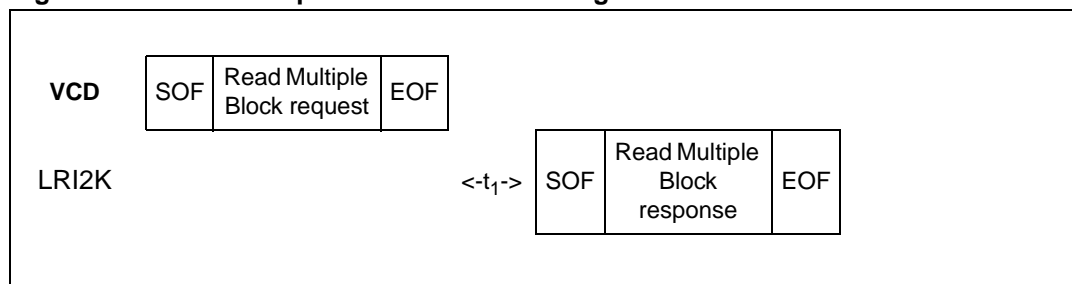 VCD SOF Read Multiple Block request EOF
LRI2K <-t1-> SOF Read Multiple Block response EOF